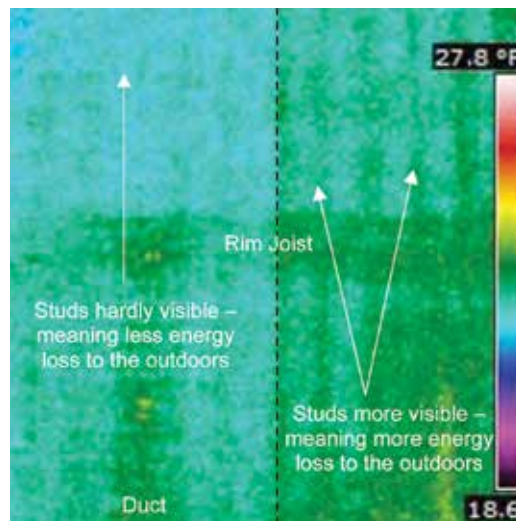 27.8 °F
Rim Joist
Studs hardly visible –
meaning less energy
loss to the outdoors
Studs more visible –
meaning more energy
loss to the outdoors
Duct
18.6